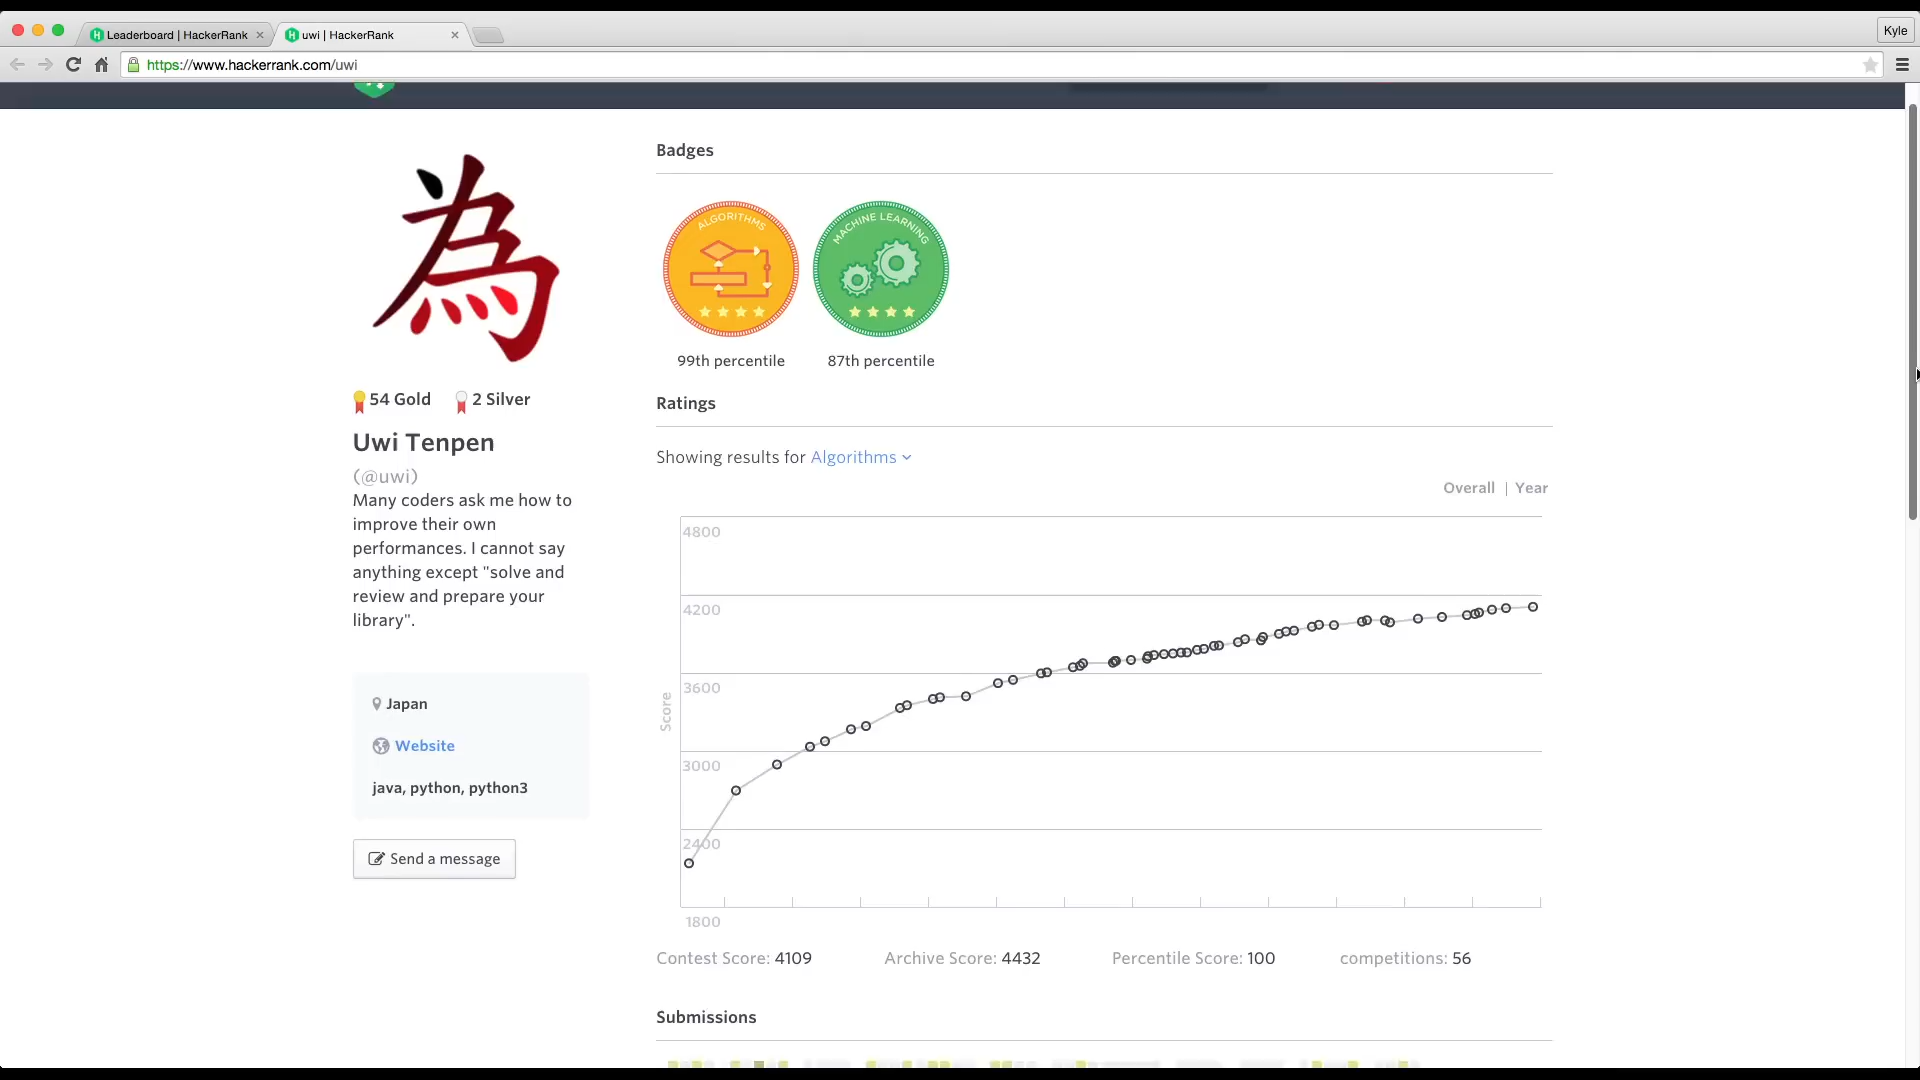 Leaderboard | HackerRank
uwi | HackerRank
Kyle
https://www.hackerrank.com/uwi
為
Badges
ALGORITHMS
MACHINE LEARNING
99th percentile
87th percentile
54 Gold
2 Silver
Uwi Tenpen
(@uwi)
Many coders ask me how to
improve their own
performances. I cannot say
anything except "solve and
review and prepare your
library".
Japan
Website
java, python, python3
Send a message
Ratings
Showing results for Algorithms
Overall | Year
4800
4200
3600
3000
2400
1800
Score
Contest Score: 4109
Archive Score: 4432
Percentile Score: 100
competitions: 56
Submissions